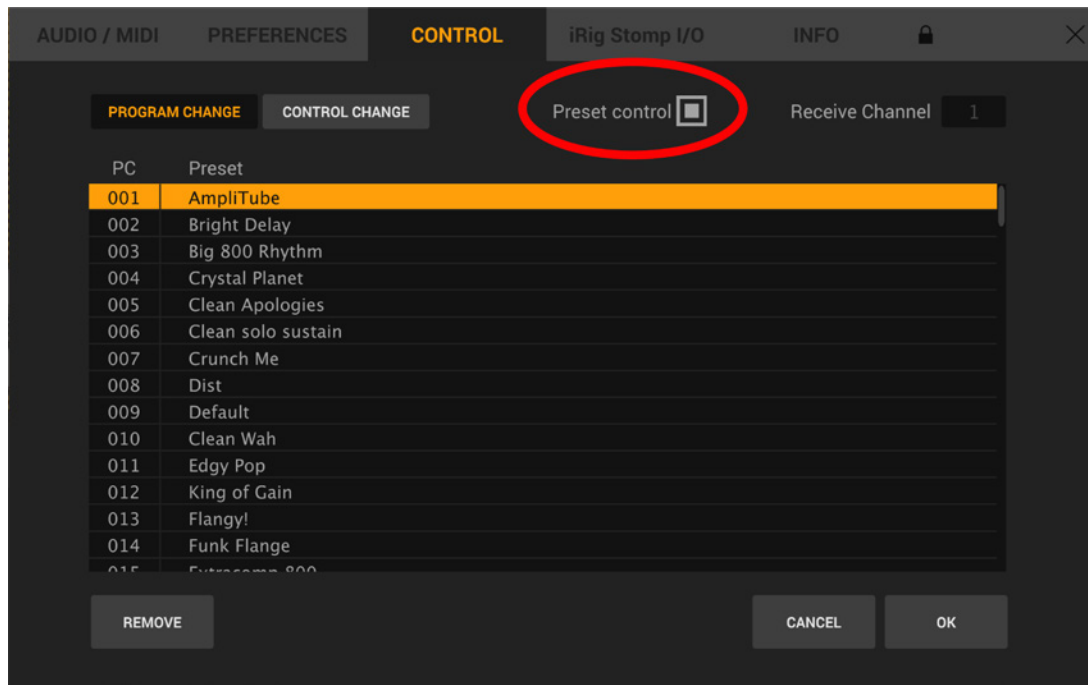 AUDIO / MIDI PREFERENCES CONTROL iRig Stomp I/O INFO
PROGRAM CHANGE CONTROL CHANGE Preset control Receive Channel 1
PC Preset
001 AmpliTube
002 Bright Delay
003 Big 800 Rhythm
004 Crystal Planet
005 Clean Apologies
006 Clean solo sustain
007 Crunch Me
008 Dist
009 Default
010 Clean Wah
011 Edgy Pop
012 King of Gain
013 Flangy!
014 Funk Flange
015 Extracomp 800
REMOVE CANCEL OK